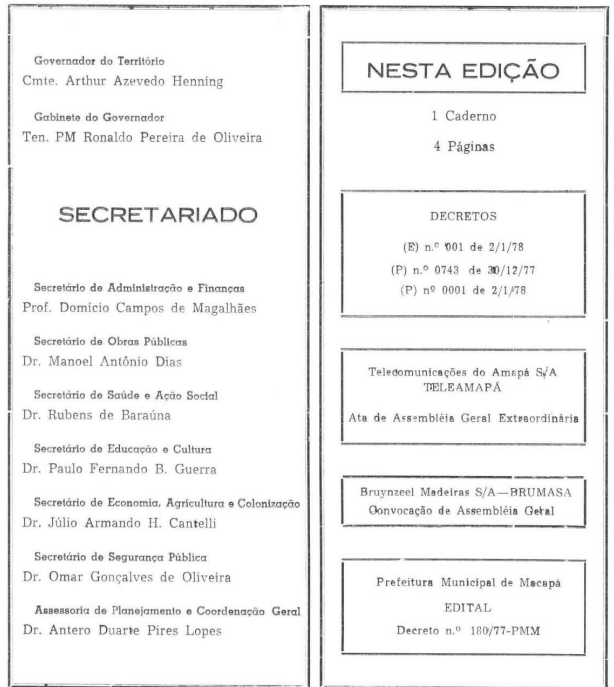 Governador do Território
Cmte. Arthur Azevedo Henning
Gabinete do Governador
Ten. PM Ronaldo Pereira de Oliveira
SECRETARIADO
Secretário de Administração e Finanças
Prof. Domício Campos de Magalhães
Secretário de Obras Públicas
Dr. Manoel Antônio Dias
Secretário de Saúde e Ação Social
Dr. Rubens de Baraúna
Secretário de Educação e Cultura
Dr. Paulo Fernando B. Guerra
Secretário de Economia, Agricultura e Colonização
Dr. Júlio Armando H. Cantelli
Secretário de Segurança Pública
Dr. Omar Gonçalves de Oliveira
Assessoria de Planejamento e Coordenação Geral
Dr. Antero Duarte Pires Lopes
NESTA EDIÇÃO
1 Caderno
4 Páginas
DECRETOS
(E) n.º 001 de 2/1/78
(P) n.º 0743 de 30/12/77
(P) nº 0001 de 2/1/78
Telecomunicações do Amapá S/A
TELEAMAPÁ
Ata de Assembléia Geral Extraordinária
Bruynzeel Madeiras S/A—BRUMASA
Convocação de Assembléia Geral
Prefeitura Municipal de Macapá
EDITAL
Decreto n.º 180/77-PMM